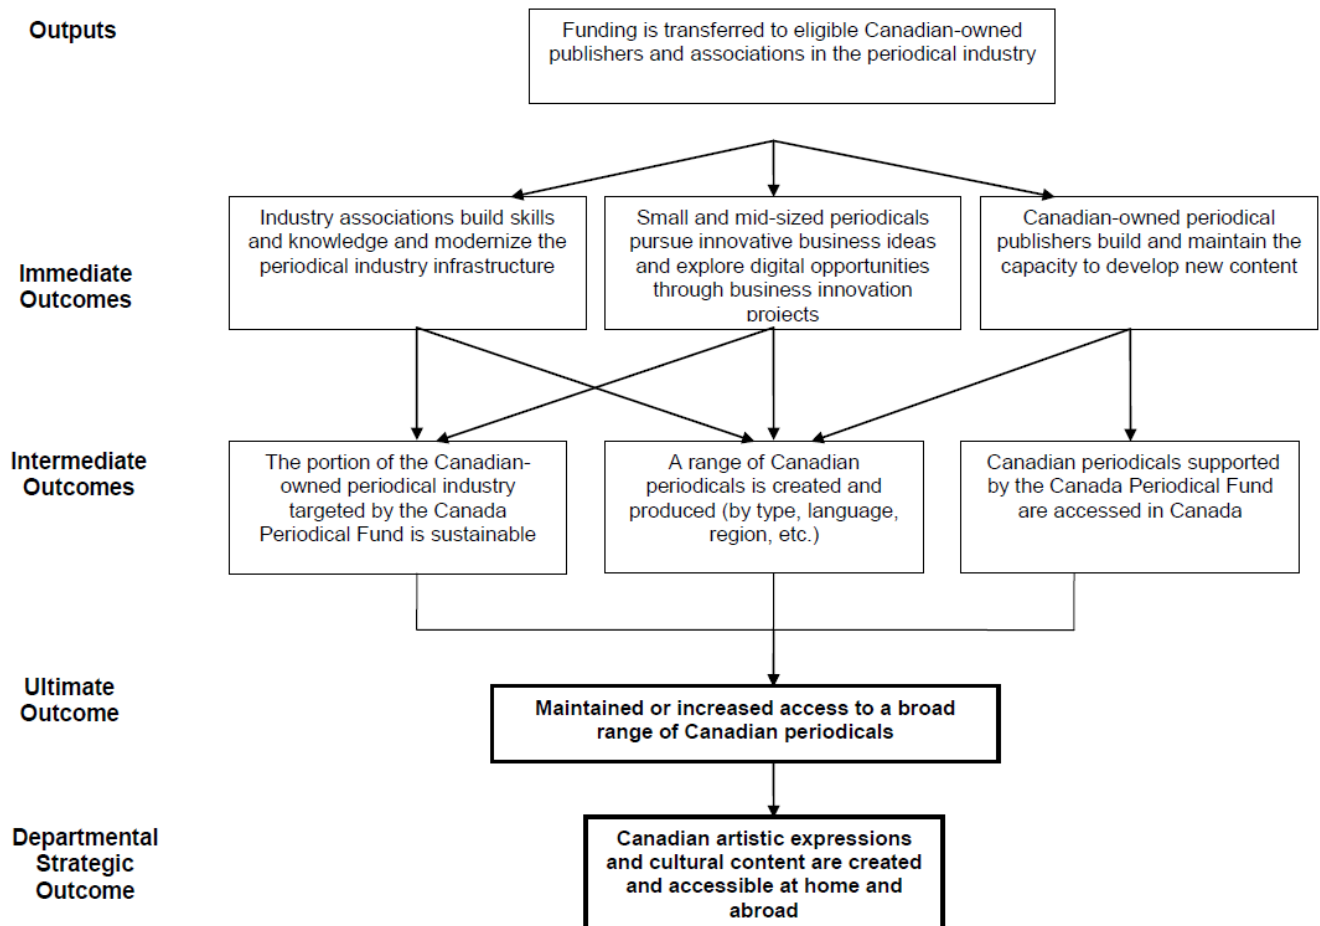 Outputs
Funding is transferred to eligible Canadian-owned
publishers and associations in the periodical industry
Immediate
Outcomes
Industry associations build skills
and knowledge and modernize the
periodical industry infrastructure
Small and mid-sized periodicals
pursue innovative business ideas
and explore digital opportunities
through business innovation
projects
Canadian-owned periodical
publishers build and maintain the
capacity to develop new content
Intermediate
Outcomes
The portion of the Canadian-
owned periodical industry
targeted by the Canada
Periodical Fund is sustainable
A range of Canadian
periodicals is created and
produced (by type, language,
region, etc.)
Canadian periodicals supported
by the Canada Periodical Fund
are accessed in Canada
Ultimate
Outcome
Maintained or increased access to a broad
range of Canadian periodicals
Departmental
Strategic
Outcome
Canadian artistic expressions
and cultural content are created
and accessible at home and
abroad